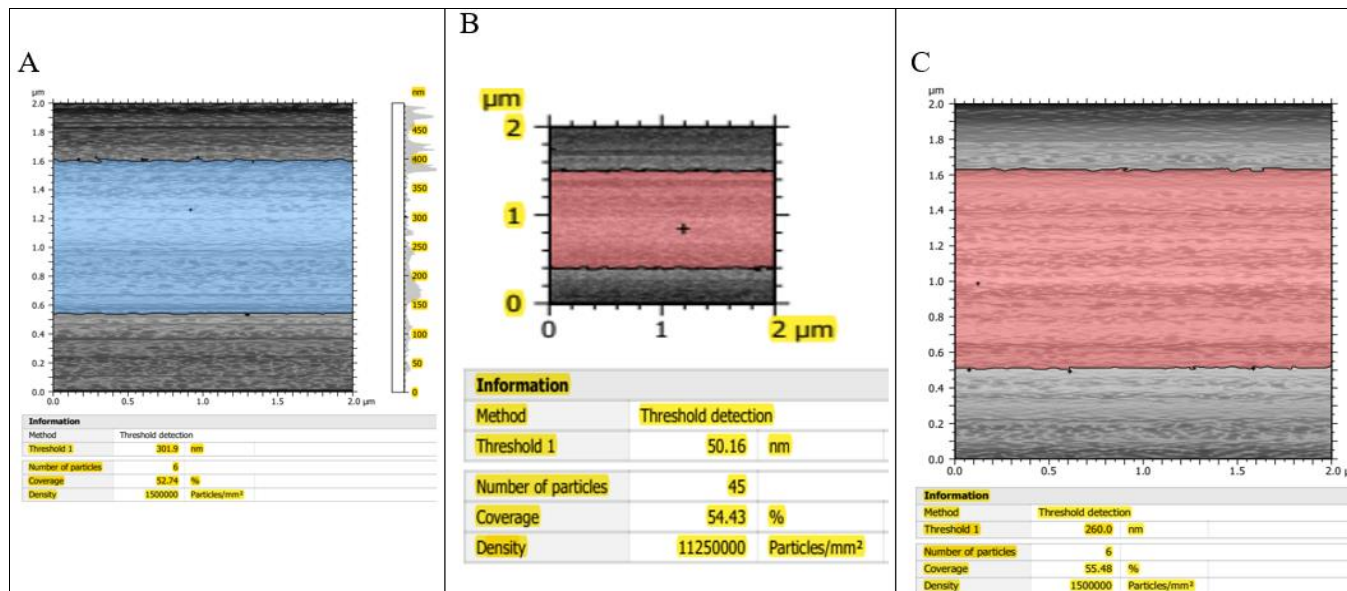 A
µm
2.0
1.8
1.6
1.4
1.2
1.0
0.8
0.6
0.4
0.2
0.0
0.0 0.5 1.0 1.5 2.0 µm
nm
450
400
350
300
250
200
150
100
50
0
Information
Method Threshold detection
Threshold 1 301.9 nm
Number of particles 6
Coverage 52.74 %
Density 1500000 Particles/mm²
B
µm
2
1
0
0 1 2 µm
Information
Method Threshold detection
Threshold 1 50.16 nm
Number of particles 45
Coverage 54.43 %
Density 11250000 Particles/mm²
C
µm
2.0
1.8
1.6
1.4
1.2
1.0
0.8
0.6
0.4
0.2
0.0
0.0 0.5 1.0 1.5 2.0 µm
Information
Method Threshold detection
Threshold 1 260.0 nm
Number of particles 6
Coverage 55.48 %
Density 1500000 Particles/mm²